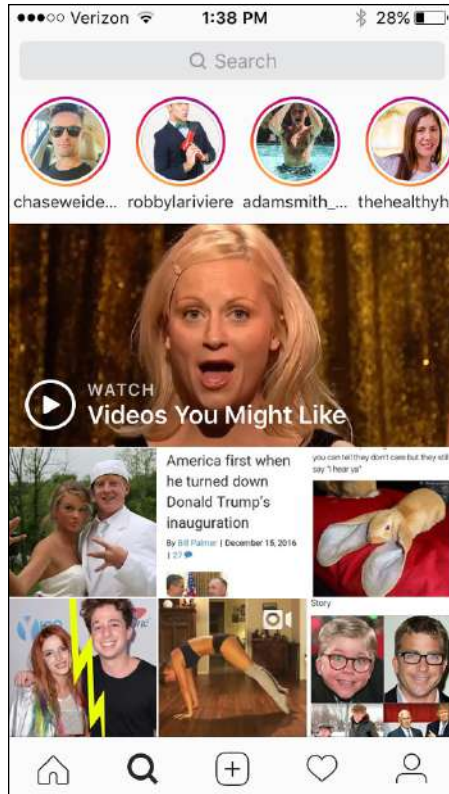 Verizon 1:38 PM 28%
Search
chaseweide... robbylariviere adamsmith_... thehealthyh
WATCH
Videos You Might Like
America first when
he turned down
Donald Trump's
inauguration
By Bill Palmer | December 15, 2016
| 27
you can tell they don't care but they still
say "I hear ya"
Story